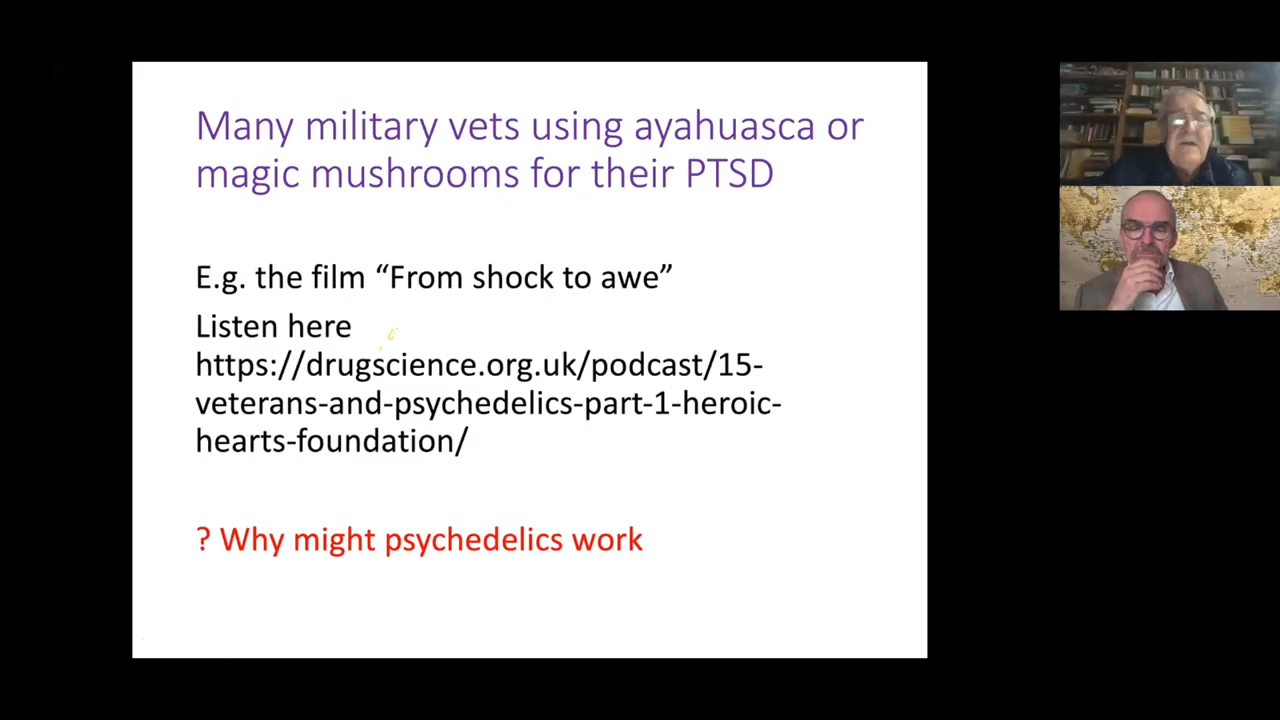 Many military vets using ayahuasca or
magic mushrooms for their PTSD
E.g. the film “From shock to awe”
Listen here
https://drugscience.org.uk/podcast/15-
veterans-and-psychedelics-part-1-heroic-
hearts-foundation/
? Why might psychedelics work